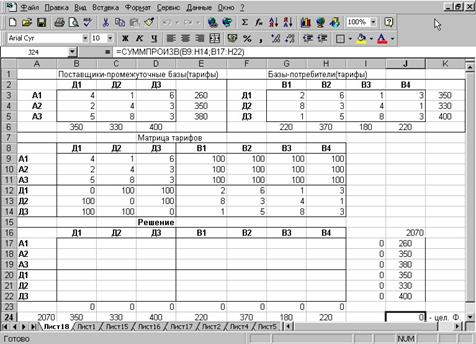 Файл Правка Вид Вставка Формат Сервис Данные Окно ?
100%
Arial Cyr 10 Ж К Ч
J24 =СУММПРОИЗВ(B9:H14;B17:H22)
A B C D E F G H I J K
1 Поставщики-промежуточные базы(тарифы) Базы-потребители(тарифы)
2 Д1 Д2 Д3 В1 В2 В3 В4
3 А1 4 1 6 260 Д1 2 6 1 3 350
4 А2 2 4 3 350 Д2 8 3 4 1 330
5 А3 5 8 3 380 Д3 1 5 8 3 400
6 350 330 400 220 370 180 220
7 Матрица тарифов
8 Д1 Д2 Д3 В1 В2 В3 В4
9 А1 4 1 6 100 100 100 100
10 А2 2 4 3 100 100 100 100
11 А3 5 8 3 100 100 100 100
12 Д1 0 100 100 2 6 1 3
13 Д2 100 0 100 8 3 4 1
14 Д3 100 100 0 1 5 8 3
15 Решение
16 Д1 Д2 Д3 В1 В2 В3 В4 2070
17 А1 0 260
18 А2 0 350
19 А3 0 380
20 Д1 0 350
21 Д2 0 330
22 Д3 0 400
23 0 0 0 0 0 0 0
24 2070 350 330 400 220 370 180 220 0 - цел. Ф.
Лист18 Лист1 Лист15 Лист16 Лист17 Лист2 Лист4 Лист5
Готово NUM